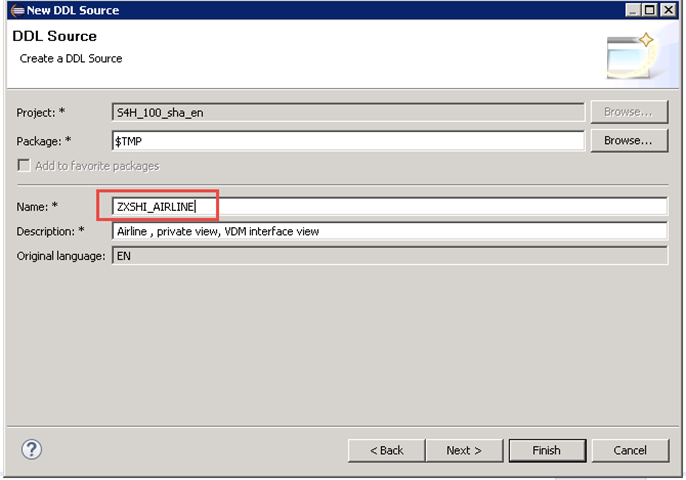 New DDL Source
DDL Source
Create a DDL Source
Project: * S4H_100_sha_en Browse...
Package: * $TMP Browse...
Add to favorite packages
Name: * ZXSHI_AIRLINE
Description: * Airline , private view, VDM interface view
Original language: EN
? < Back Next > Finish Cancel